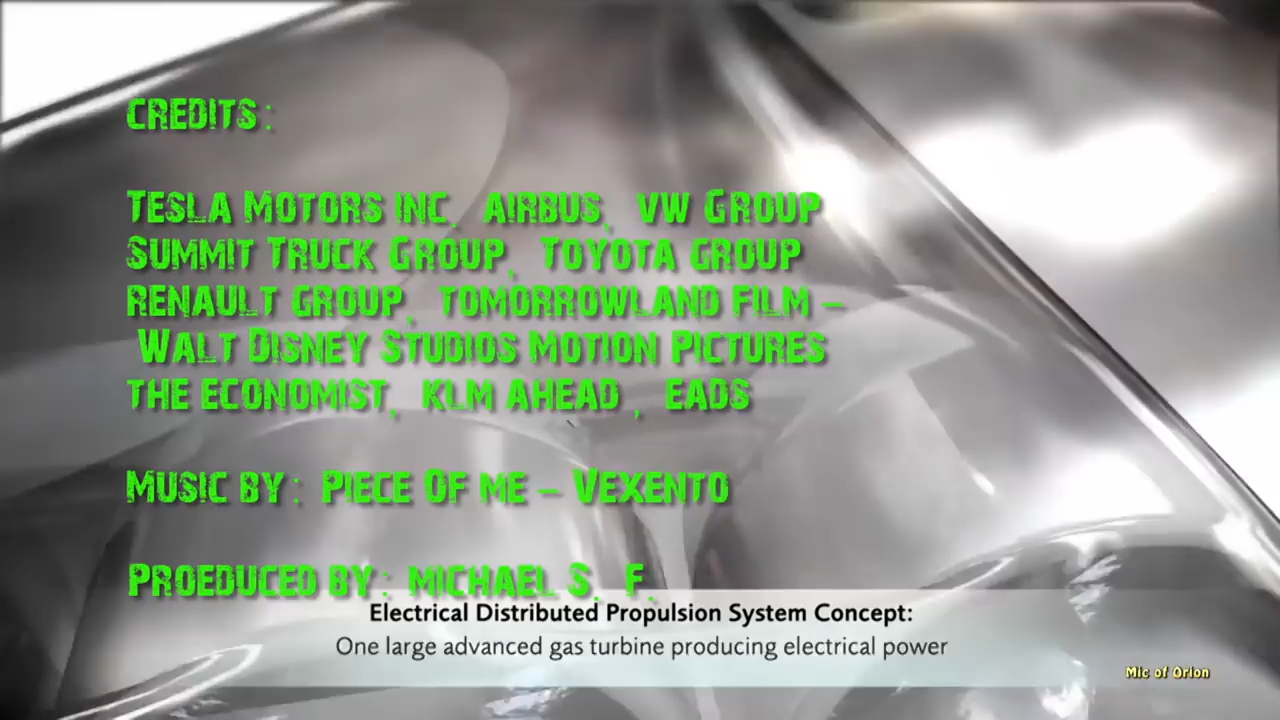 CREDITS:
TESLA MOTORS INC. AIRBUS, VW GROUP
SUMMIT TRUCK GROUP, TOYOTA GROUP
RENAULT GROUP, TOMORROWLAND FILM –
WALT DISNEY STUDIOS MOTION PICTURES
THE ECONOMIST, KLM AHEAD , EADS
MUSIC BY: PIECE OF ME – VEXENTO
PROEDUCED BY: MICHAEL S. F.
Electrical Distributed Propulsion System Concept:
One large advanced gas turbine producing electrical power
Mic of Orion